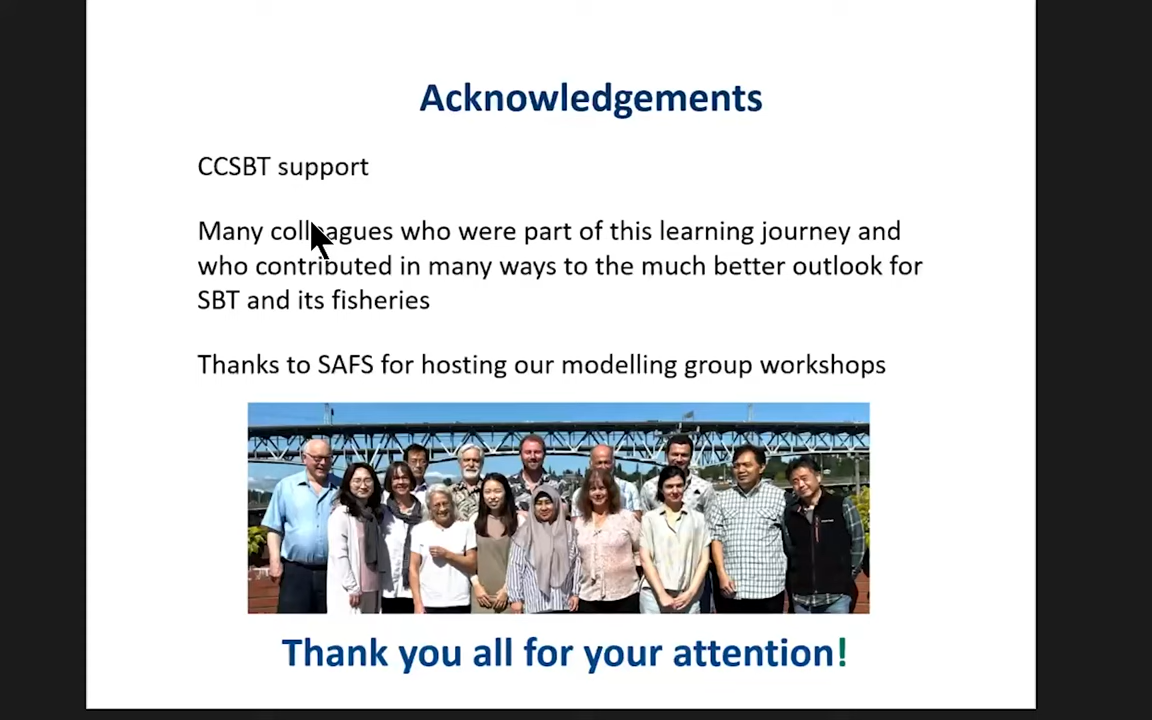 Acknowledgements
CCSBT support
Many colleagues who were part of this learning journey and
who contributed in many ways to the much better outlook for
SBT and its fisheries
Thanks to SAFS for hosting our modelling group workshops
Thank you all for your attention!